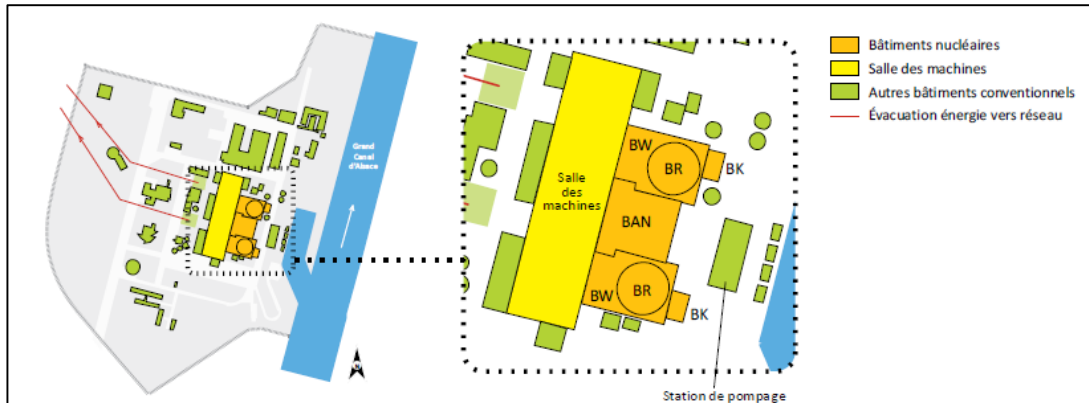 Grand
Canal
d'Alsace
N
BW
BR
BK
Salle
des
machines
BAN
BW
BR
BK
Station de pompage
Bâtiments nucléaires
Salle des machines
Autres bâtiments conventionnels
Évacuation énergie vers réseau